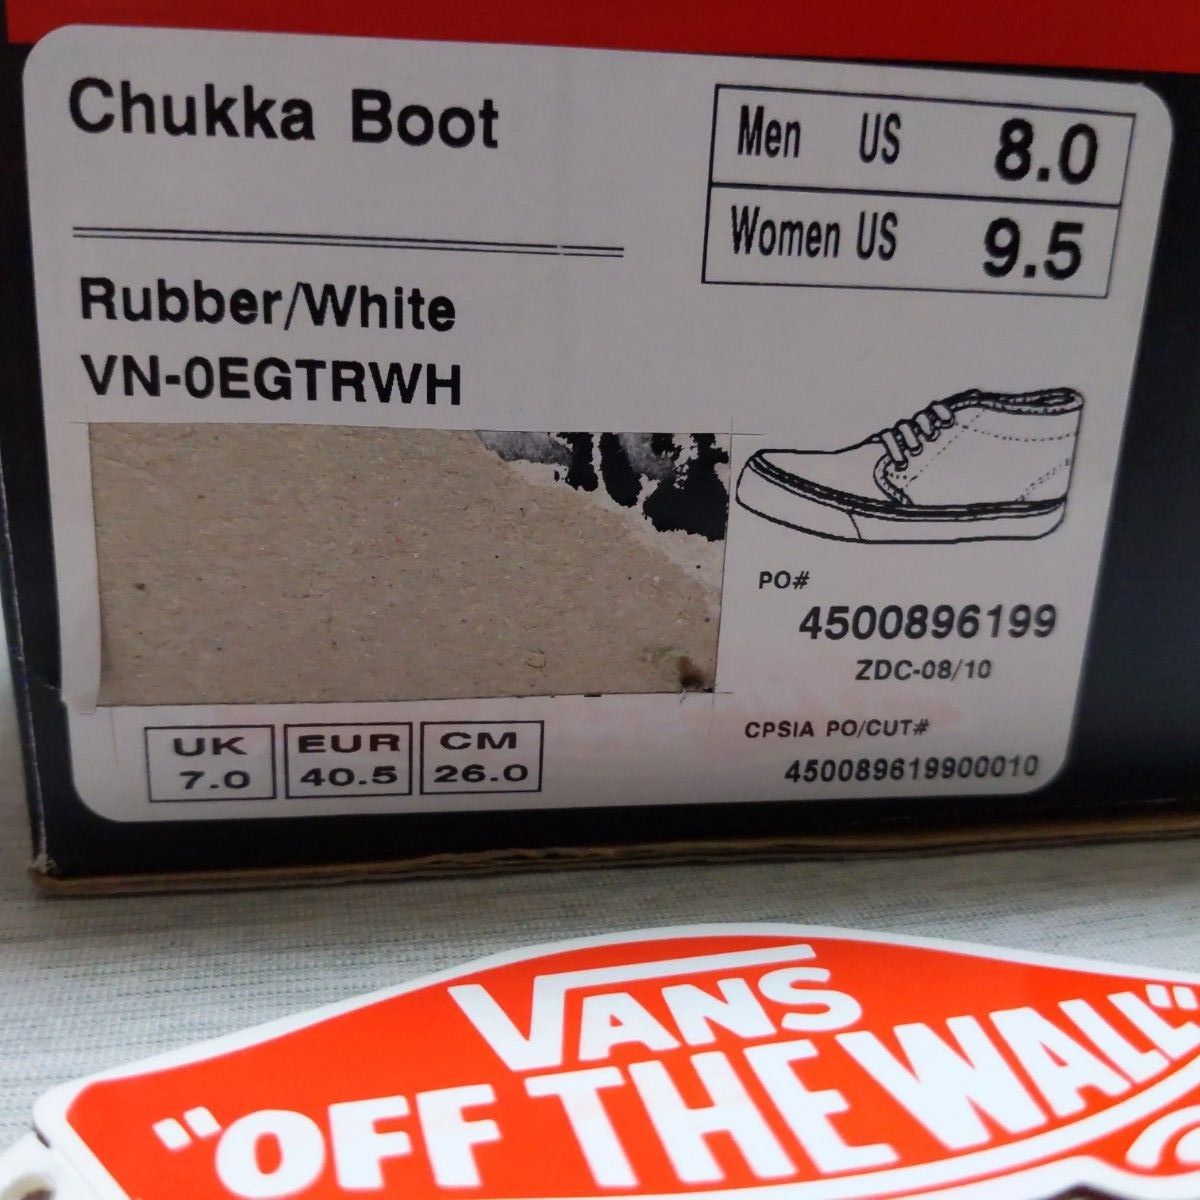 Chukka Boot
Men US 8.0
Women US 9.5
Rubber/White
VN-0EGTRWH
PO#
4500896199
ZDC-08/10
CPSIA PO/CUT#
450089619900010
UK
7.0
EUR
40.5
CM
26.0
VANS
"OFF THE WALL"